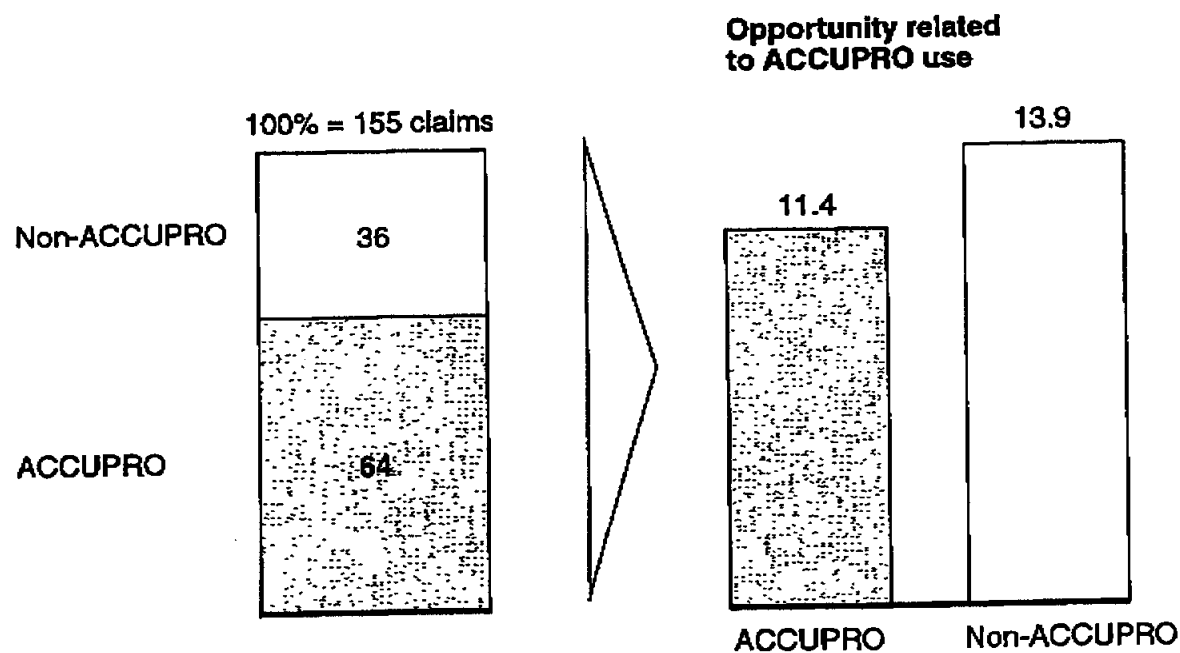 Opportunity related
to ACCUPRO use
100% = 155 claims
Non-ACCUPRO
36
ACCUPRO
64
11.4
13.9
ACCUPRO
Non-ACCUPRO